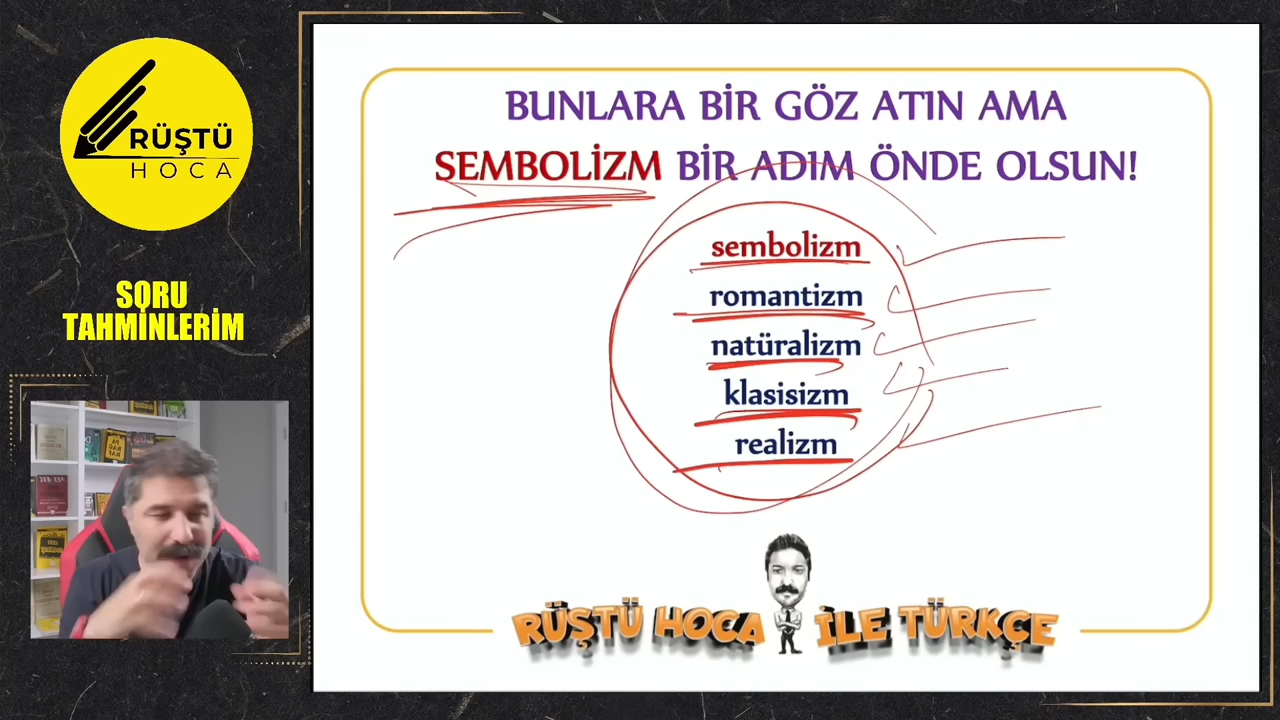 RÜŞTÜ
HOCA
SORU
TAHMİNLERİM
BUNLARA BİR GÖZ ATIN AMA
SEMBOLİZM BİR ADIM ÖNDE OLSUN!
sembolizm
romantizm
natüralizm
klasisizm
realizm
RÜŞTÜ HOCA İLE TÜRKÇE